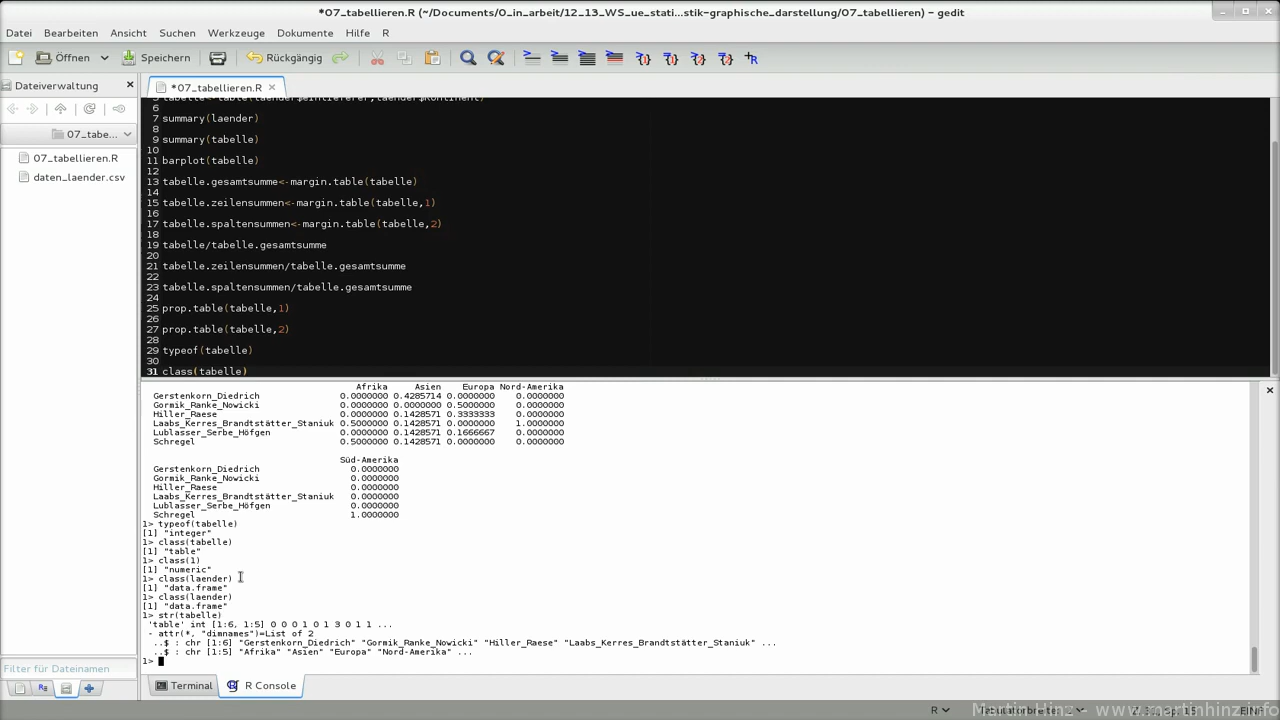 *07_tabellieren.R (~/Documents/0_in_arbeit/12_13_WS_ue_stati...stik-graphische_darstellung/07_tabellieren) – gedit
Datei Bearbeiten Ansicht Suchen Werkzeuge Dokumente Hilfe R
Öffnen Speichern Rückgängig
Dateiverwaltung
*07_tabellieren.R
07_tabe...
07_tabellieren.R
daten_laender.csv
5 tabelle<-table(laender$einlieferer,laender$Kontinent)
6
7 summary(laender)
8
9 summary(tabelle)
10
11 barplot(tabelle)
12
13 tabelle.gesamtsumme<-margin.table(tabelle)
14
15 tabelle.zeilensummen<-margin.table(tabelle,1)
16
17 tabelle.spaltensummen<-margin.table(tabelle,2)
18
19 tabelle/tabelle.gesamtsumme
20
21 tabelle.zeilensummen/tabelle.gesamtsumme
22
23 tabelle.spaltensummen/tabelle.gesamtsumme
24
25 prop.table(tabelle,1)
26
27 prop.table(tabelle,2)
28
29 typeof(tabelle)
30
31 class(tabelle)
Afrika Asien Europa Nord-Amerika
Gerstenkorn_Diedrich 0.0000000 0.4285714 0.0000000 0.0000000
Gormik_Ranke_Nowicki 0.0000000 0.0000000 0.5000000 0.0000000
Hiller_Raese 0.0000000 0.1428571 0.3333333 0.0000000
Laabs_Kerres_Brandtstätter_Staniuk 0.5000000 0.1428571 0.0000000 1.0000000
Lublasser_Serbe_Höfgen 0.0000000 0.1428571 0.1666667 0.0000000
Schregel 0.5000000 0.1428571 0.0000000 0.0000000
Süd-Amerika
Gerstenkorn_Diedrich 0.0000000
Gormik_Ranke_Nowicki 0.0000000
Hiller_Raese 0.0000000
Laabs_Kerres_Brandtstätter_Staniuk 0.0000000
Lublasser_Serbe_Höfgen 0.0000000
Schregel 1.0000000
1> typeof(tabelle)
[1] "integer"
1> class(tabelle)
[1] "table"
1> class(1)
[1] "numeric"
1> class(laender)
[1] "data.frame"
1> class(laender)
[1] "data.frame"
1> str(tabelle)
'table' int [1:6, 1:5] 0 0 0 1 0 1 3 0 1 1 ...
- attr(*, "dimnames")=List of 2
..$ : chr [1:6] "Gerstenkorn_Diedrich" "Gormik_Ranke_Nowicki" "Hiller_Raese" "Laabs_Kerres_Brandtstätter_Staniuk" ...
..$ : chr [1:5] "Afrika" "Asien" "Europa" "Nord-Amerika" ...
1>
Filter für Dateinamen
Terminal R Console
R
Martin Hinz - www.martinhinz.info